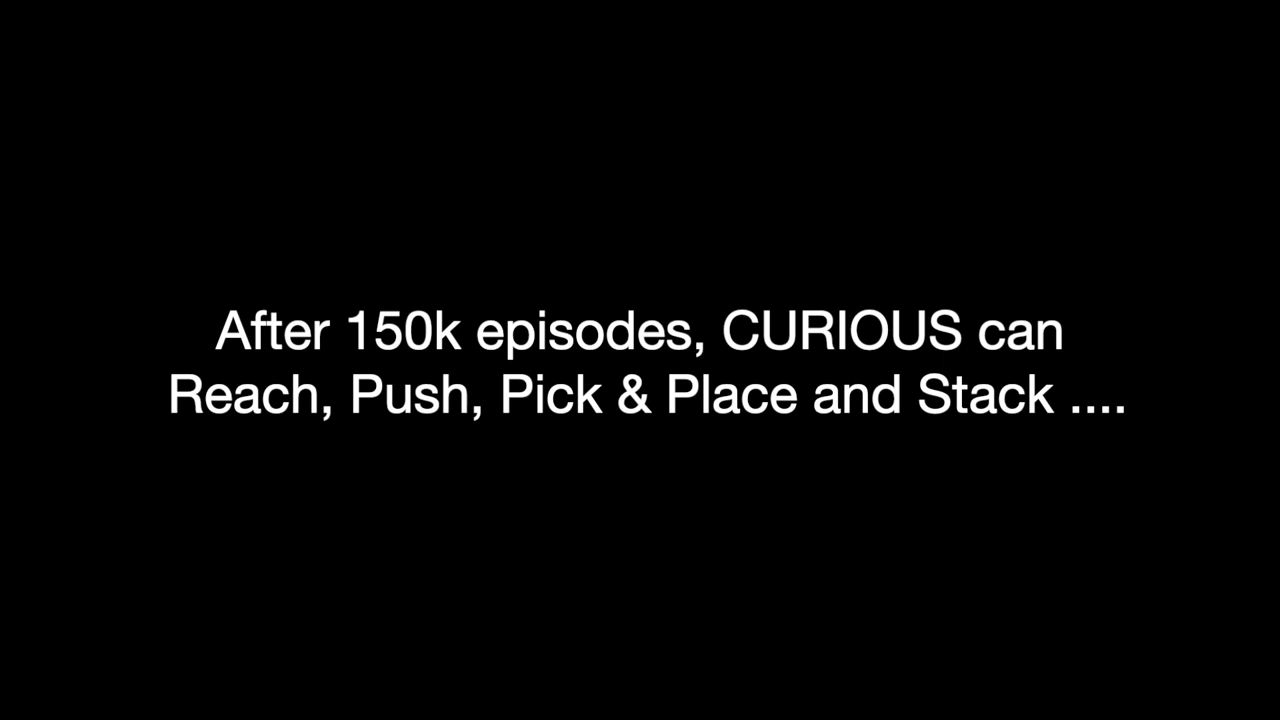 After 150k episodes, CURIOUS can
Reach, Push, Pick & Place and Stack ....